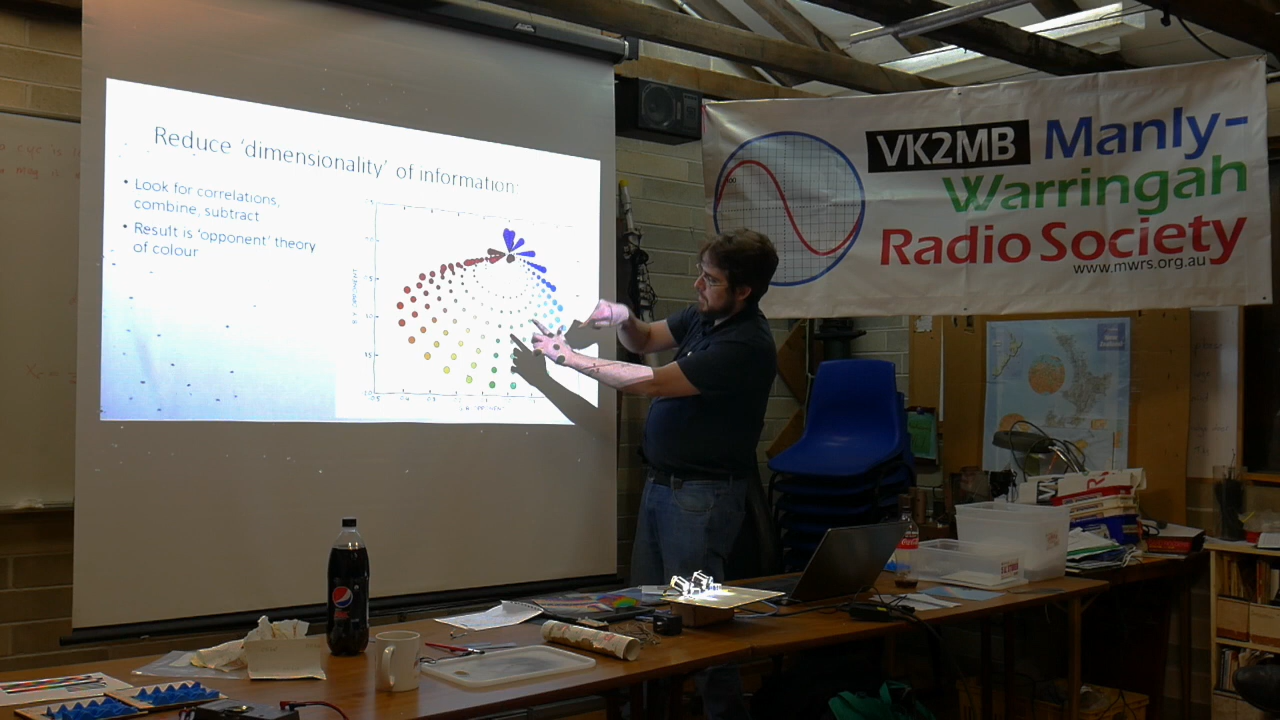 Reduce 'dimensionality' of information:
• Look for correlations,
combine, subtract
• Result is 'opponent' theory
of colour
VK2MB Manly-
Warringah
Radio Society
www.mwrs.org.au